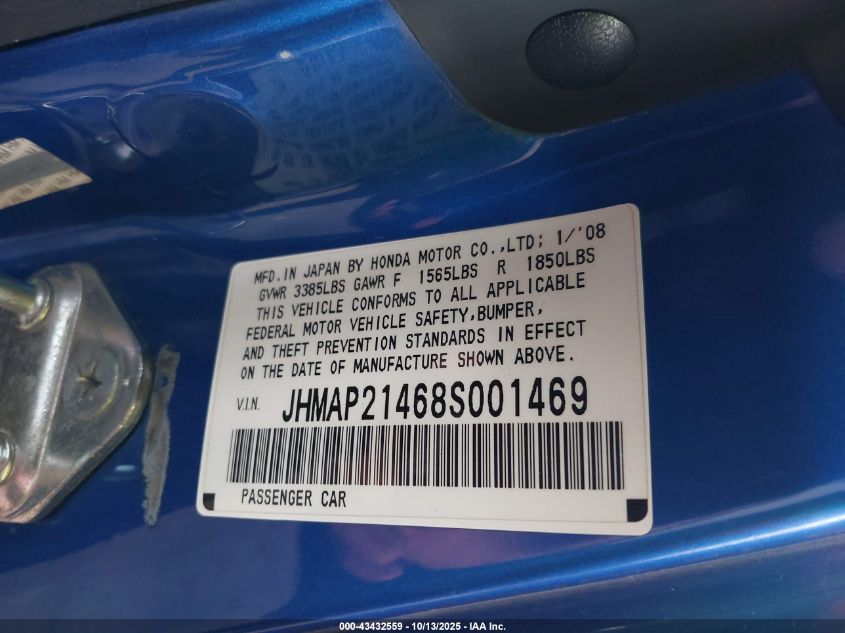 MFD.IN JAPAN BY HONDA MOTOR CO.,LTD; 1/'08
GVWR 3385LBS GAWR F 1565LBS R 1850LBS
THIS VEHICLE CONFORMS TO ALL APPLICABLE
FEDERAL MOTOR VEHICLE SAFETY,BUMPER,
AND THEFT PREVENTION STANDARDS IN EFFECT
ON THE DATE OF MANUFACTURE SHOWN ABOVE.
V.I.N. JHMAP21468S001469
PASSENGER CAR
000-43432559 - 10/13/2025 - IAA Inc.